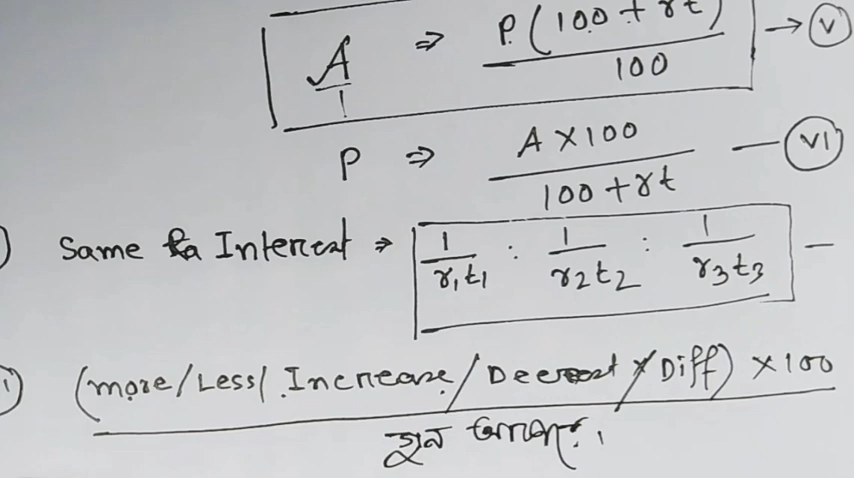 A/1 ⇒ P(100 + rt)/100 → (V)
P ⇒ A X 100/100 + rt — (VI)
Same Interest ⇒ 1/r₁t₁ : 1/r₂t₂ : 1/r₃t₃ —
(more/Less/Increase/ / Diff) × 100